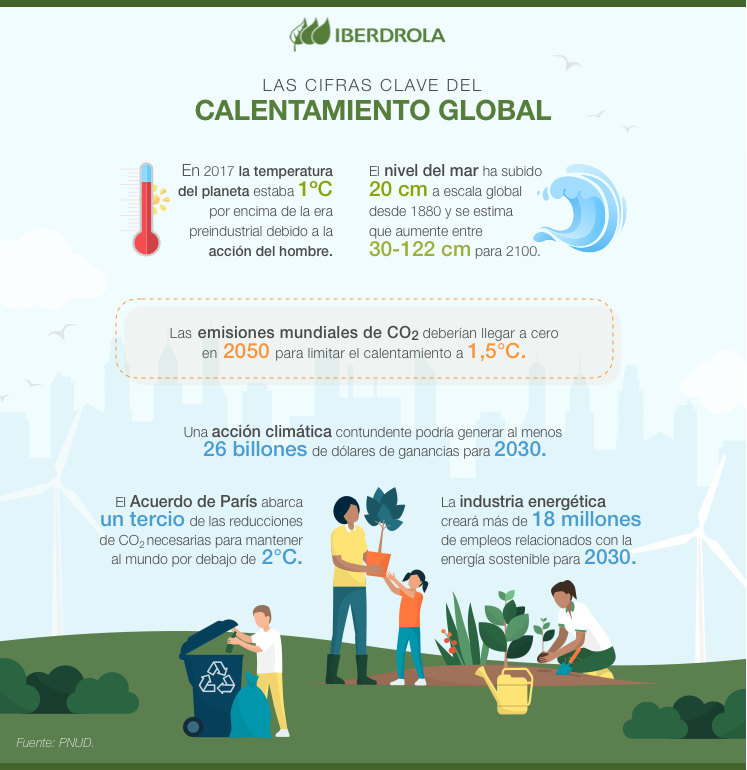 IBERDROLA
LAS CIFRAS CLAVE DEL
CALENTAMIENTO GLOBAL
En 2017 la temperatura
del planeta estaba 1ºC
por encima de la era
preindustrial debido a la
acción del hombre.
El nivel del mar ha subido
20 cm a escala global
desde 1880 y se estima
que aumente entre
30-122 cm para 2100.
Las emisiones mundiales de CO2 deberían llegar a cero
en 2050 para limitar el calentamiento a 1,5°C.
Una acción climática contundente podría generar al menos
26 billones de dólares de ganancias para 2030.
El Acuerdo de París abarca
un tercio de las reducciones
de CO2 necesarias para mantener
al mundo por debajo de 2°C.
La industria energética
creará más de 18 millones
de empleos relacionados con la
energía sostenible para 2030.
Fuente: PNUD.